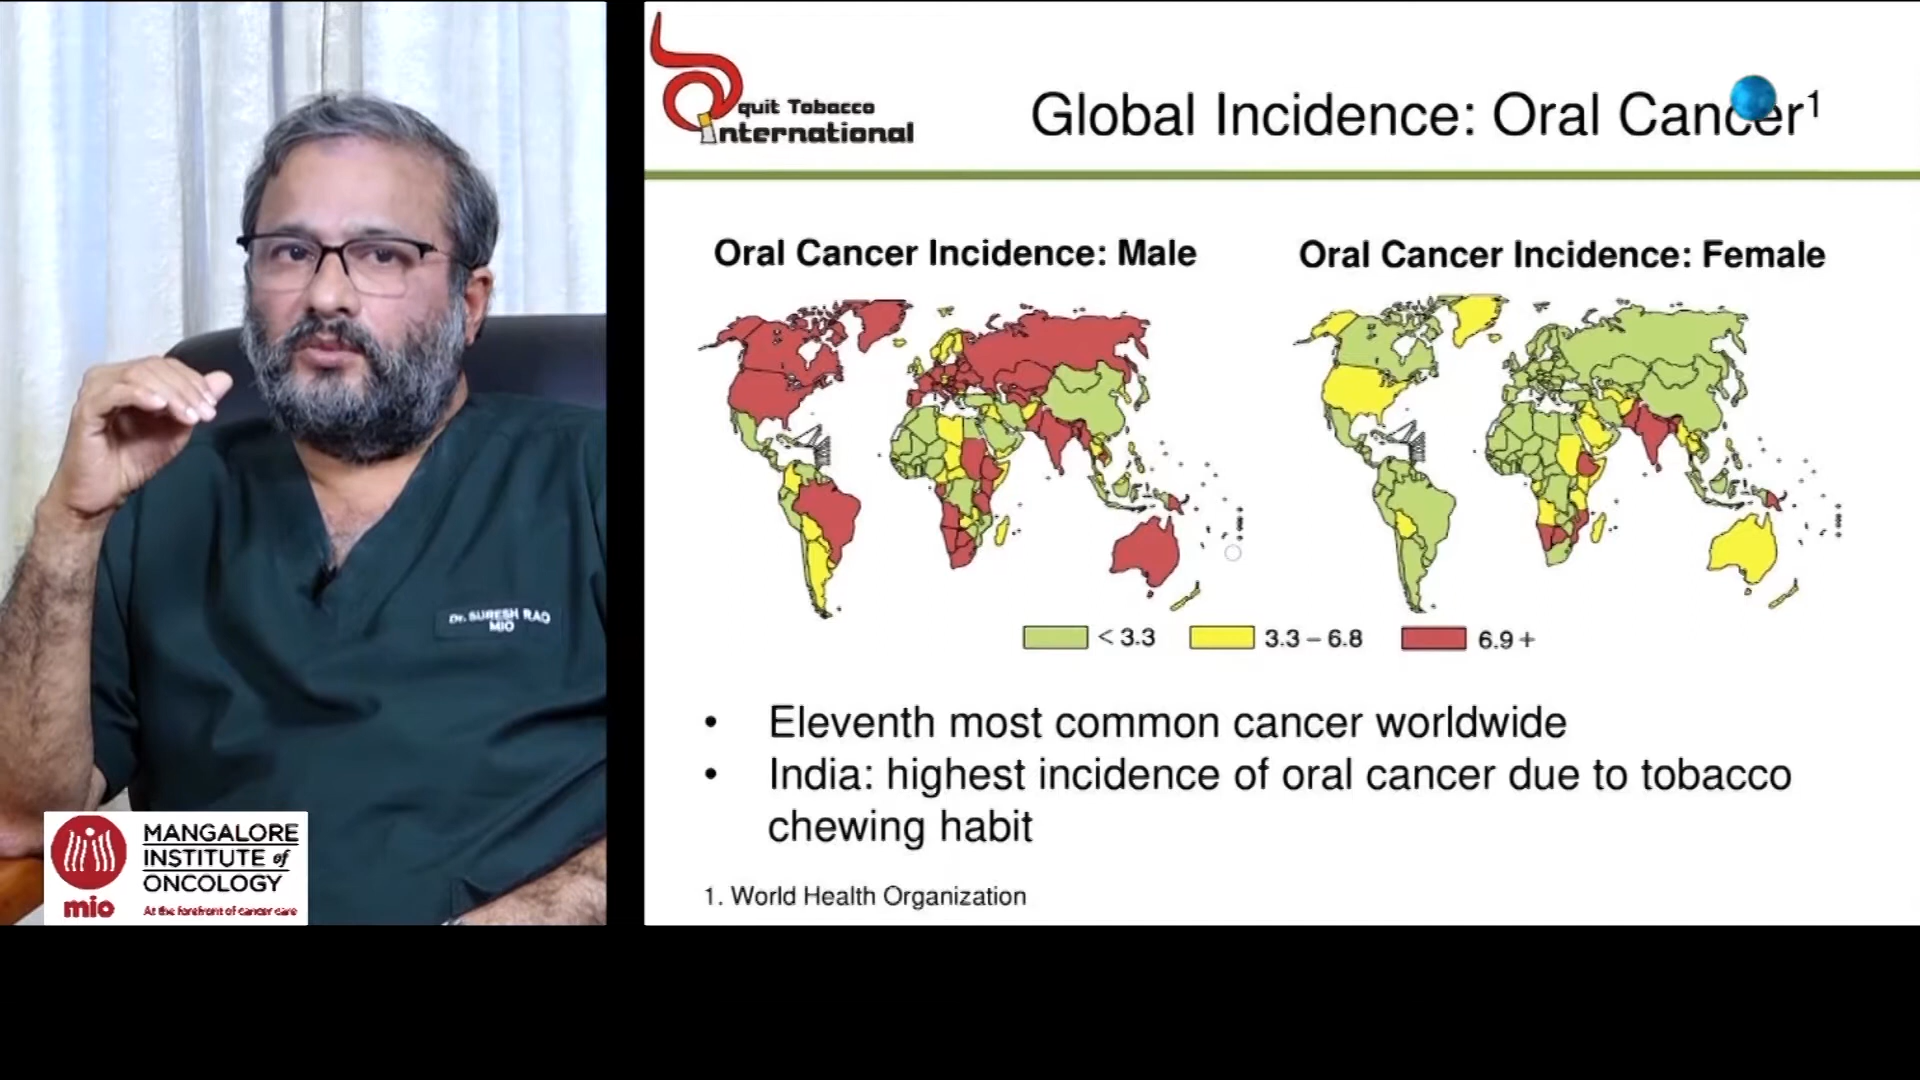 quit Tobacco
International
Global Incidence: Oral Cancer¹
Oral Cancer Incidence: Male
Oral Cancer Incidence: Female
< 3.3
3.3 – 6.8
6.9 +
• Eleventh most common cancer worldwide
• India: highest incidence of oral cancer due to tobacco
chewing habit
1. World Health Organization
Dr. SURESH RAO
MIO
MANGALORE
INSTITUTE of
ONCOLOGY
mio
At the forefront of cancer care